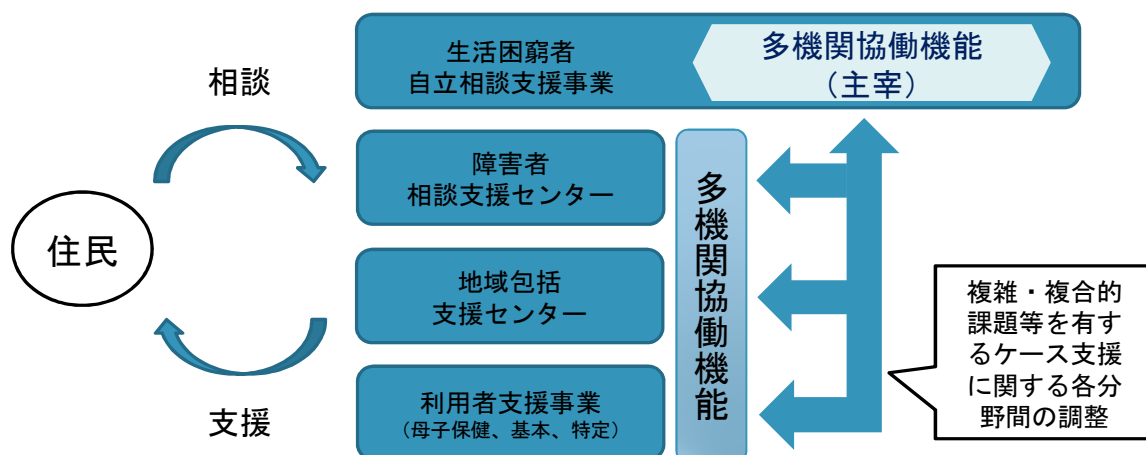 相談
住民
支援
生活困窮者
自立相談支援事業
多機関協働機能
（主宰）
障害者
相談支援センター
地域包括
支援センター
利用者支援事業
（母子保健、基本、特定）
多機関協働機能
複雑・複合的
課題等を有す
るケース支援
に関する各分
野間の調整